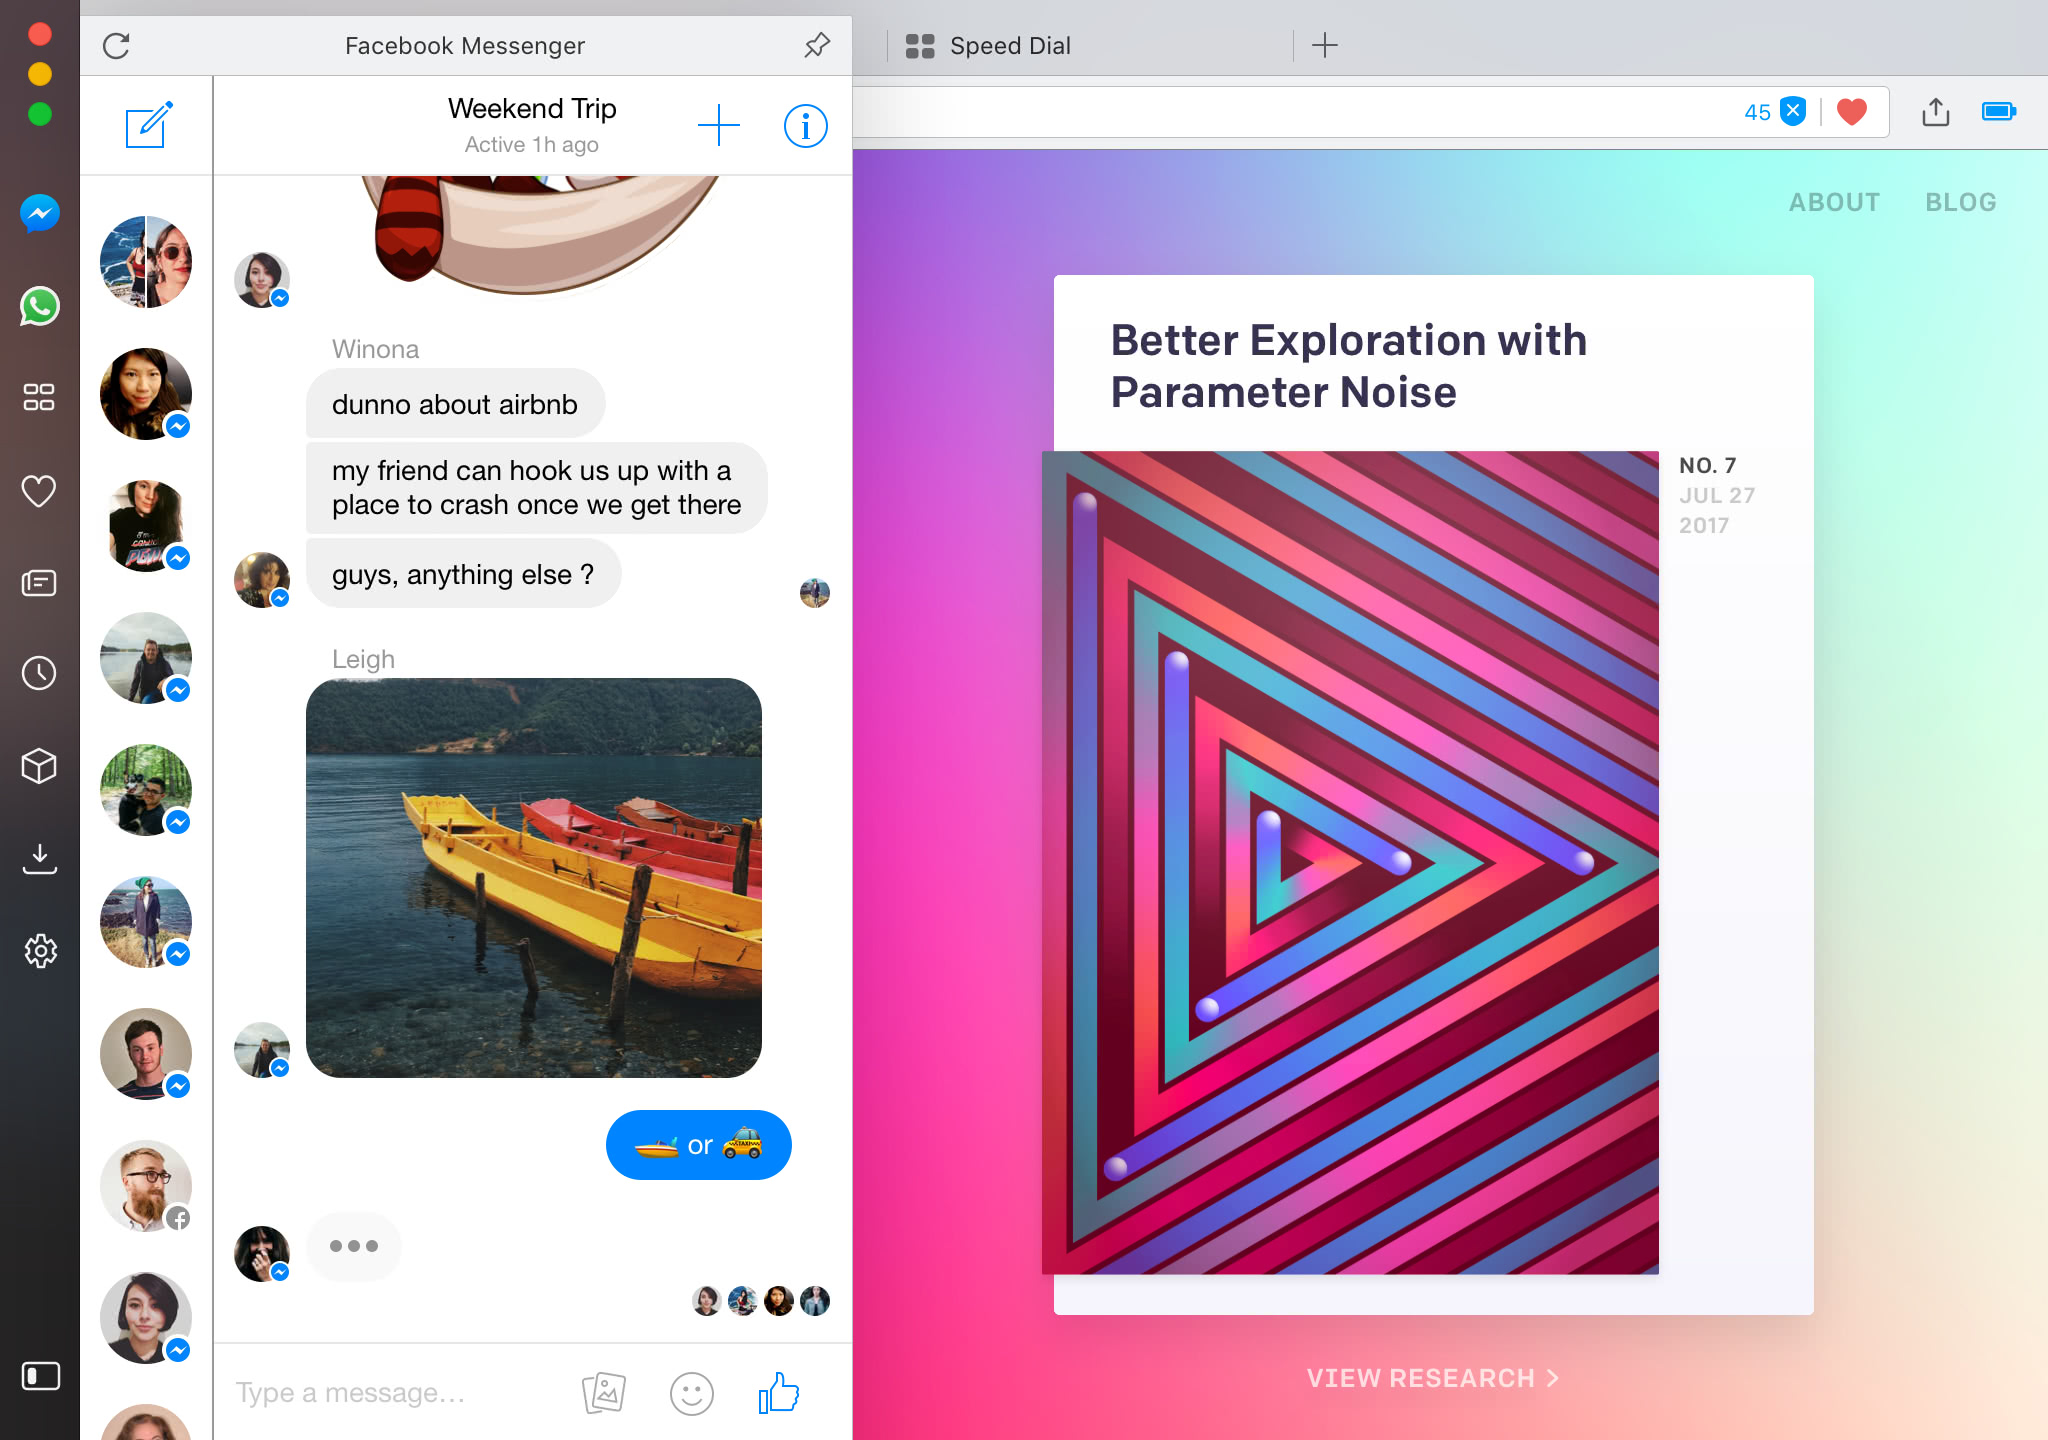 Facebook Messenger
Speed Dial
Weekend Trip
Active 1h ago
45
ABOUT
BLOG
Winona
dunno about airbnb
my friend can hook us up with a
place to crash once we get there
guys, anything else ?
Leigh
or
TAXI
Type a message...
Better Exploration with
Parameter Noise
NO. 7
JUL 27
2017
VIEW RESEARCH